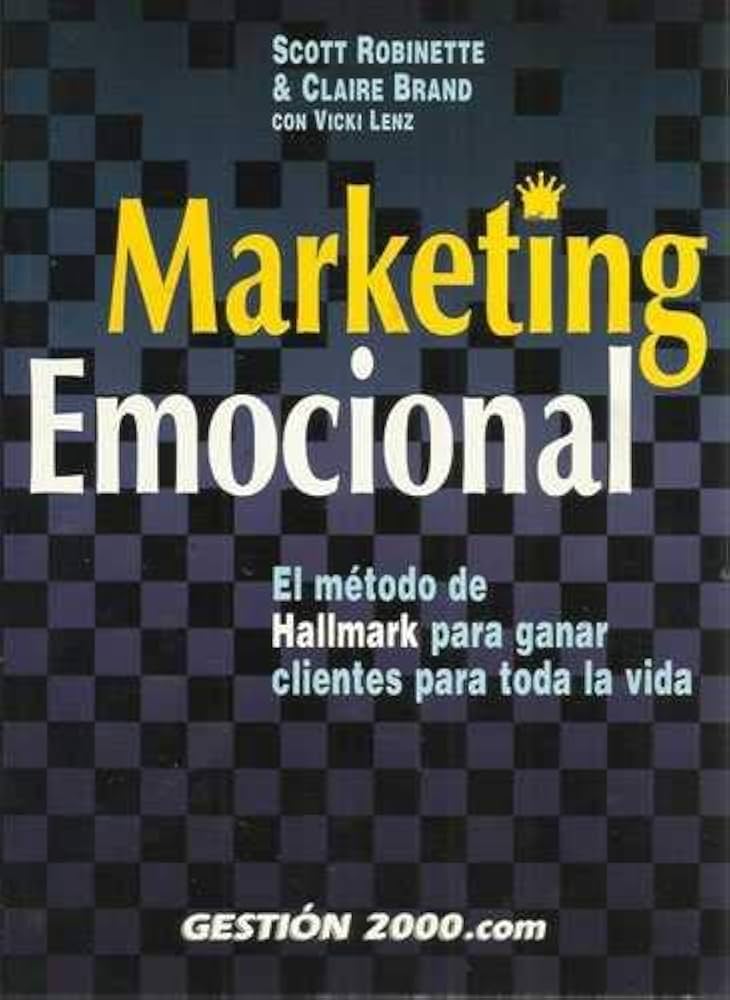 SCOTT ROBINETTE
& CLAIRE BRAND
CON VICKI LENZ
Marketing
Emocional
El método de
Hallmark para ganar
clientes para toda la vida
GESTIÓN 2000.com